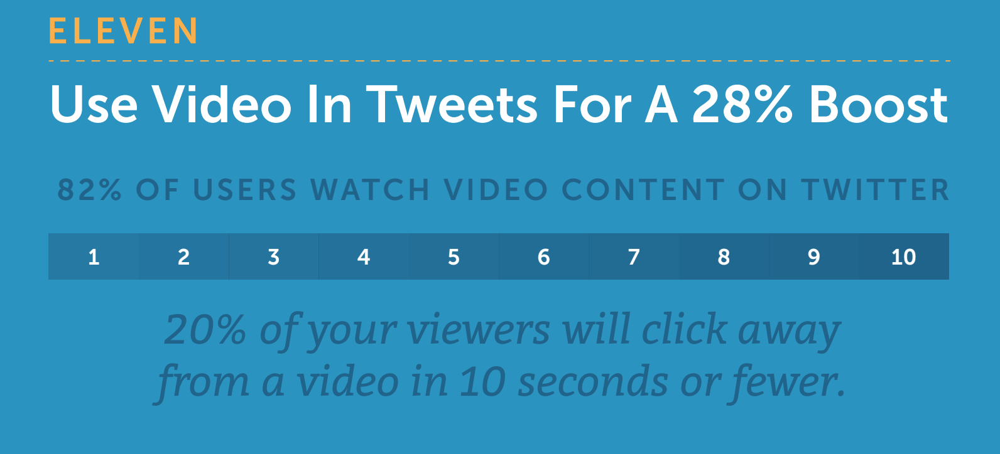 ELEVEN
Use Video In Tweets For A 28% Boost
82% OF USERS WATCH VIDEO CONTENT ON TWITTER
1 2 3 4 5 6 7 8 9 10
20% of your viewers will click away
from a video in 10 seconds or fewer.